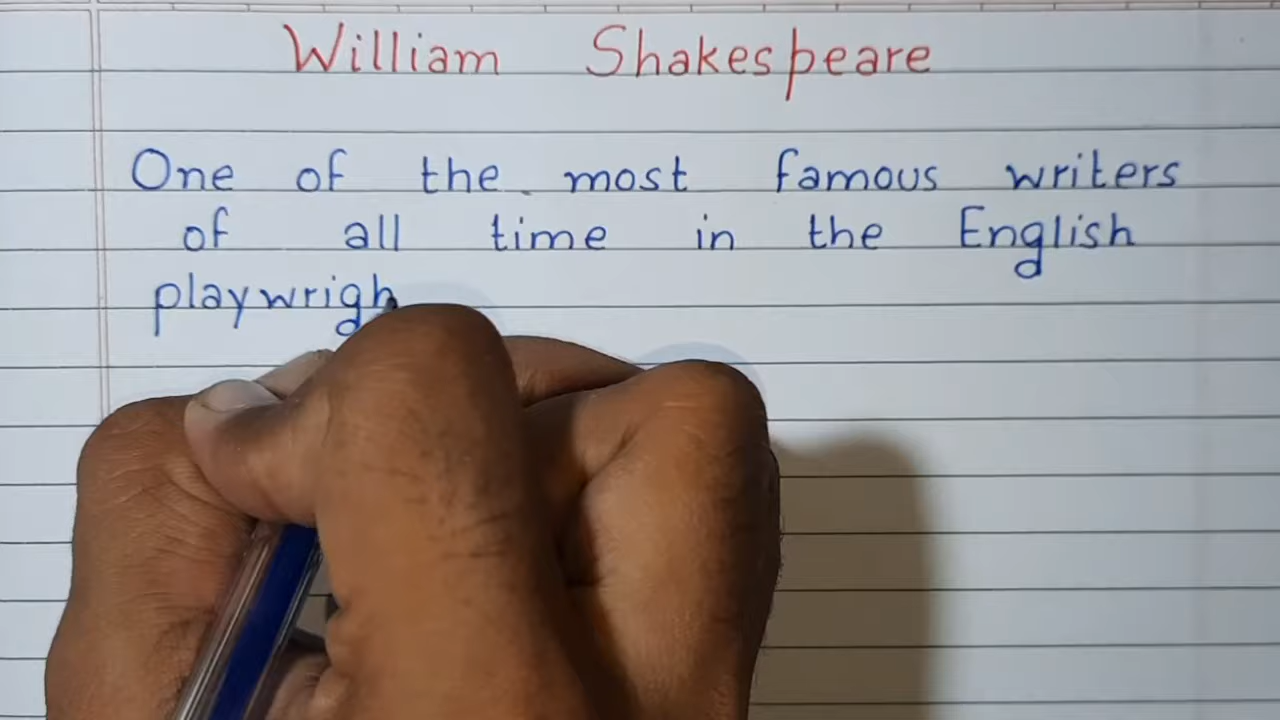 William Shakespeare
One of the most famous writers
of all time in the English
playwrigh